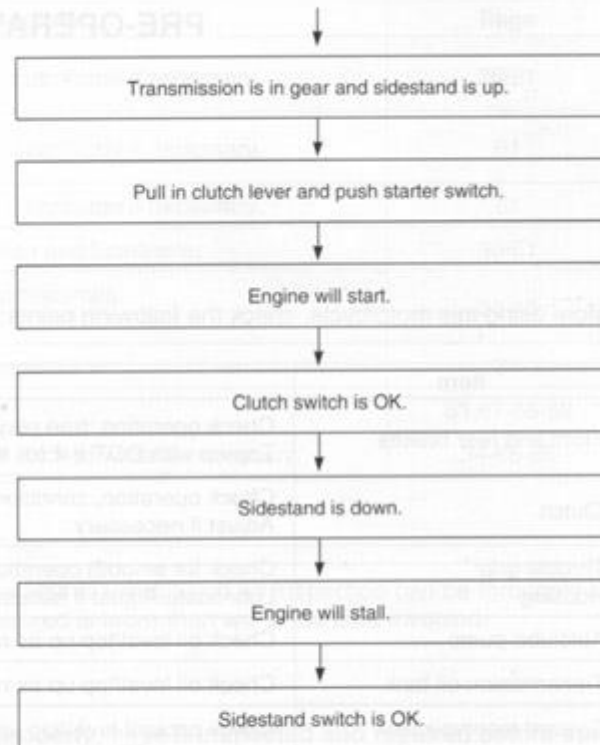 PRE-OPERA
Transmission is in gear and sidestand is up.
Pull in clutch lever and push starter switch.
Engine will start.
Clutch switch is OK.
Sidestand is down.
Engine will stall.
Sidestand switch is OK.